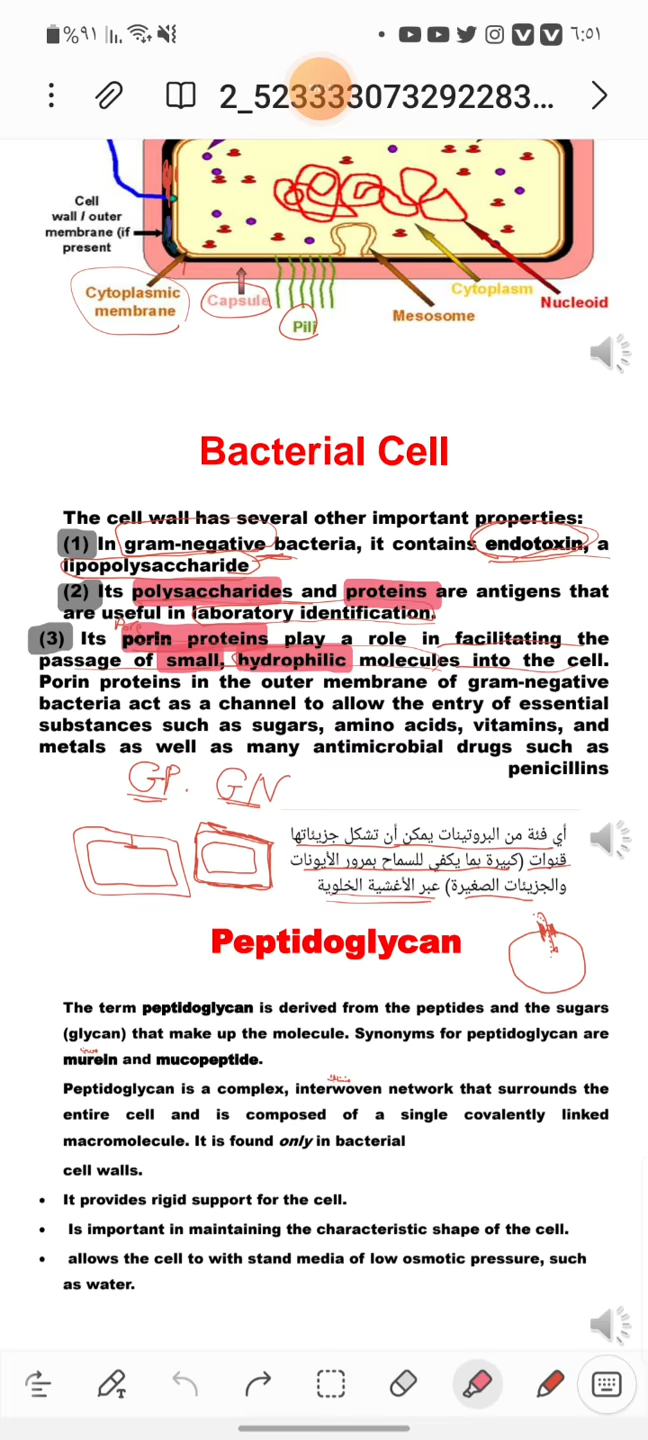 %٩١
٦:٥١
2_523333073292283...
Cell
wall / outer
membrane (if
present
Cytoplasmic
membrane
Capsule
Pili
Mesosome
Cytoplasm
Nucleoid
Bacterial Cell
The cell wall has several other important properties:
(1) In gram-negative bacteria, it contains endotoxin, a
lipopolysaccharide
(2) Its polysaccharides and proteins are antigens that
are useful in laboratory identification.
(3) Its porin proteins play a role in facilitating the
passage of small, hydrophilic molecules into the cell.
Porin proteins in the outer membrane of gram-negative
bacteria act as a channel to allow the entry of essential
substances such as sugars, amino acids, vitamins, and
metals as well as many antimicrobial drugs such as
penicillins
GP. GN
أي فئة من البروتينات يمكن أن تشكل جزيئاتها
قنوات (كبيرة بما يكفي للسماح بمرور الأيونات
والجزيئات الصغيرة) عبر الأغشية الخلوية
Peptidoglycan
The term peptidoglycan is derived from the peptides and the sugars
(glycan) that make up the molecule. Synonyms for peptidoglycan are
murein and mucopeptide.
Peptidoglycan is a complex, interwoven network that surrounds the
entire cell and is composed of a single covalently linked
macromolecule. It is found only in bacterial
cell walls.
• It provides rigid support for the cell.
• Is important in maintaining the characteristic shape of the cell.
• allows the cell to with stand media of low osmotic pressure, such
as water.